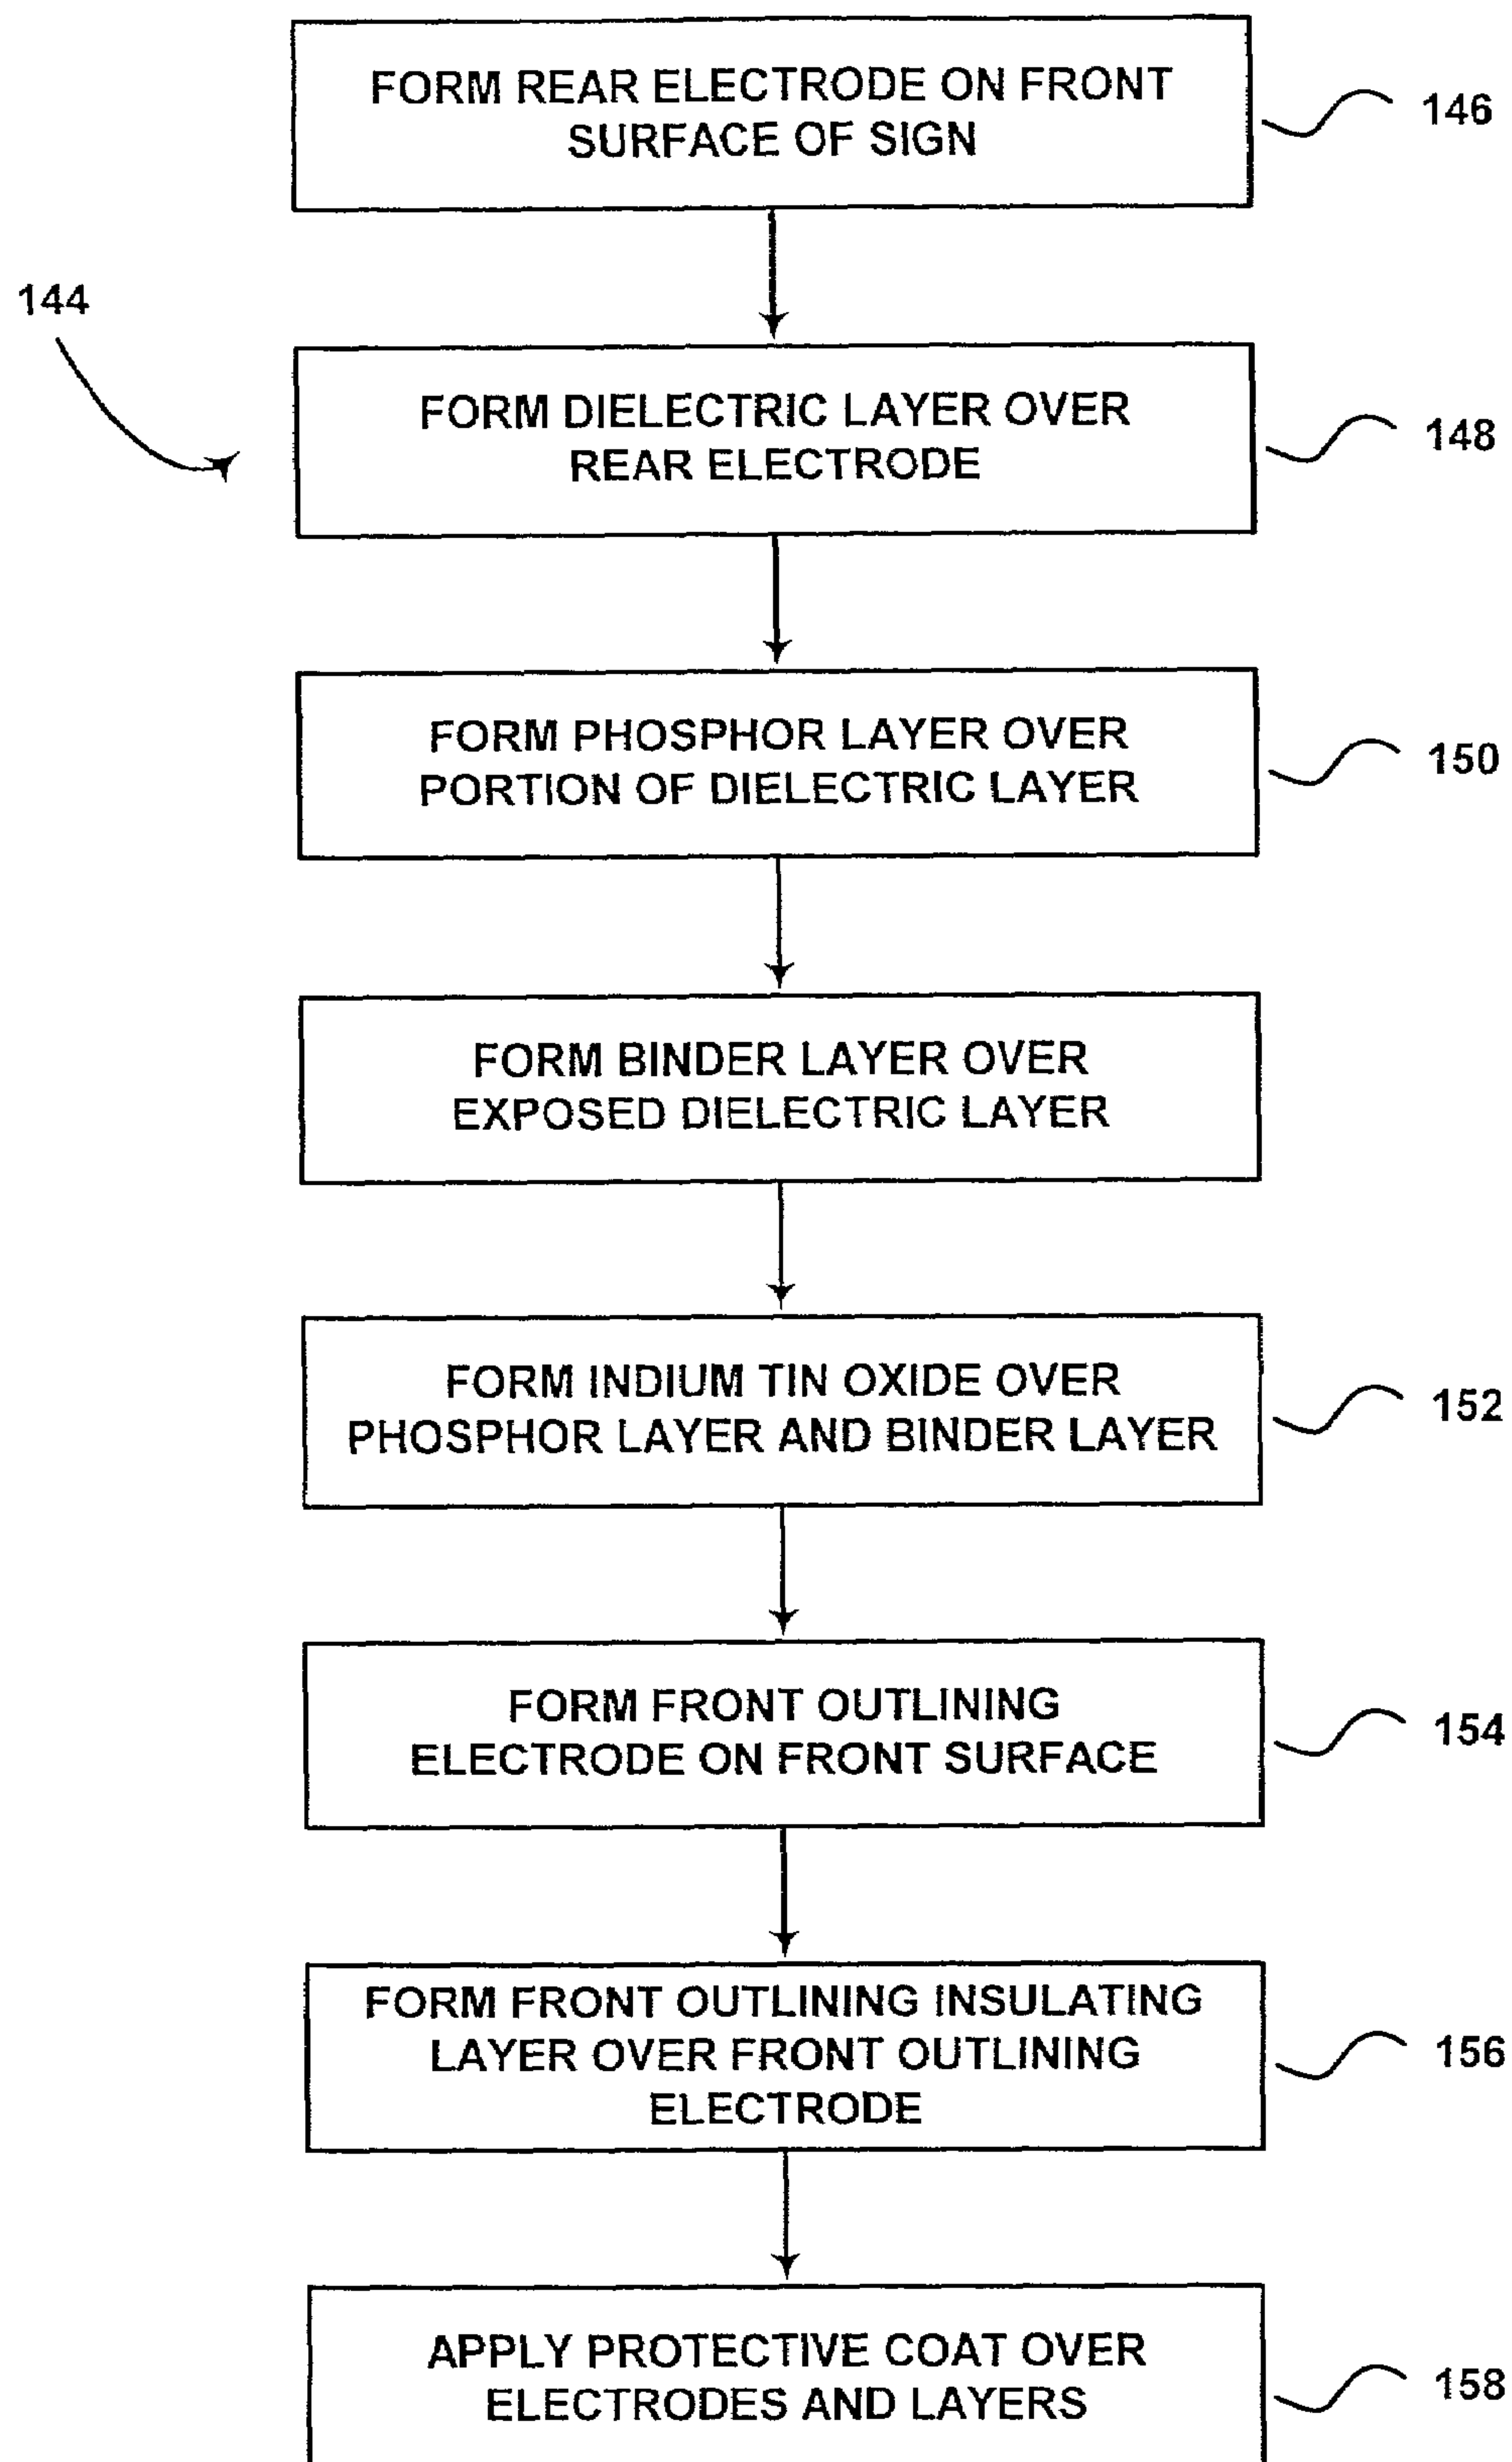 FORM REAR ELECTRODE ON FRONT
SURFACE OF SIGN
146
144
FORM DIELECTRIC LAYER OVER
REAR ELECTRODE
148
FORM PHOSPHOR LAYER OVER
PORTION OF DIELECTRIC LAYER
150
FORM BINDER LAYER OVER
EXPOSED DIELECTRIC LAYER
FORM INDIUM TIN OXIDE OVER
PHOSPHOR LAYER AND BINDER LAYER
152
FORM FRONT OUTLINING
ELECTRODE ON FRONT SURFACE
154
FORM FRONT OUTLINING INSULATING
LAYER OVER FRONT OUTLINING
ELECTRODE
156
APPLY PROTECTIVE COAT OVER
ELECTRODES AND LAYERS
158